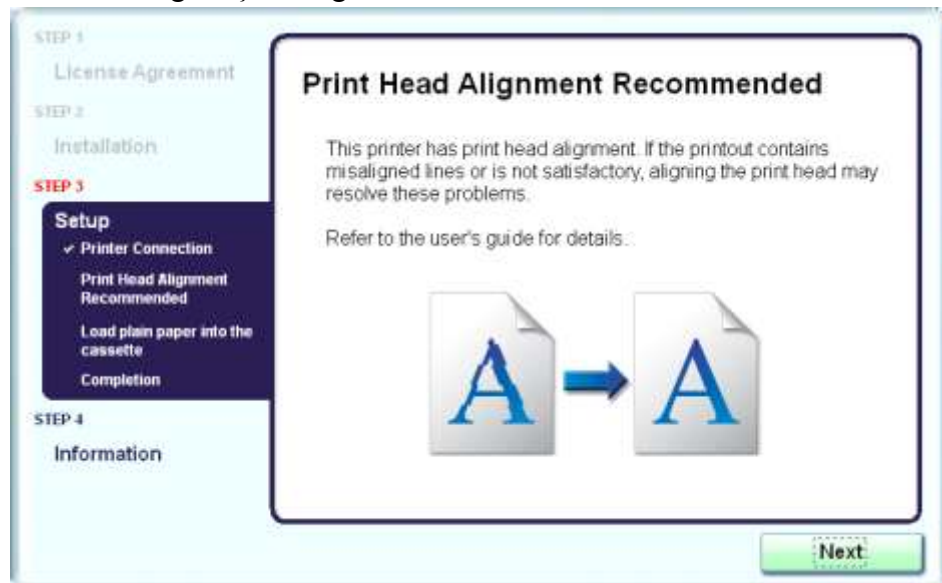 STEP 1
License Agreement
STEP 2
Installation
STEP 3
Setup
✓ Printer Connection
Print Head Alignment
Recommended
Load plain paper into the
cassette
Completion
STEP 4
Information
Print Head Alignment Recommended
This printer has print head alignment. If the printout contains
misaligned lines or is not satisfactory, aligning the print head may
resolve these problems.
Refer to the user's guide for details.
A
A
Next